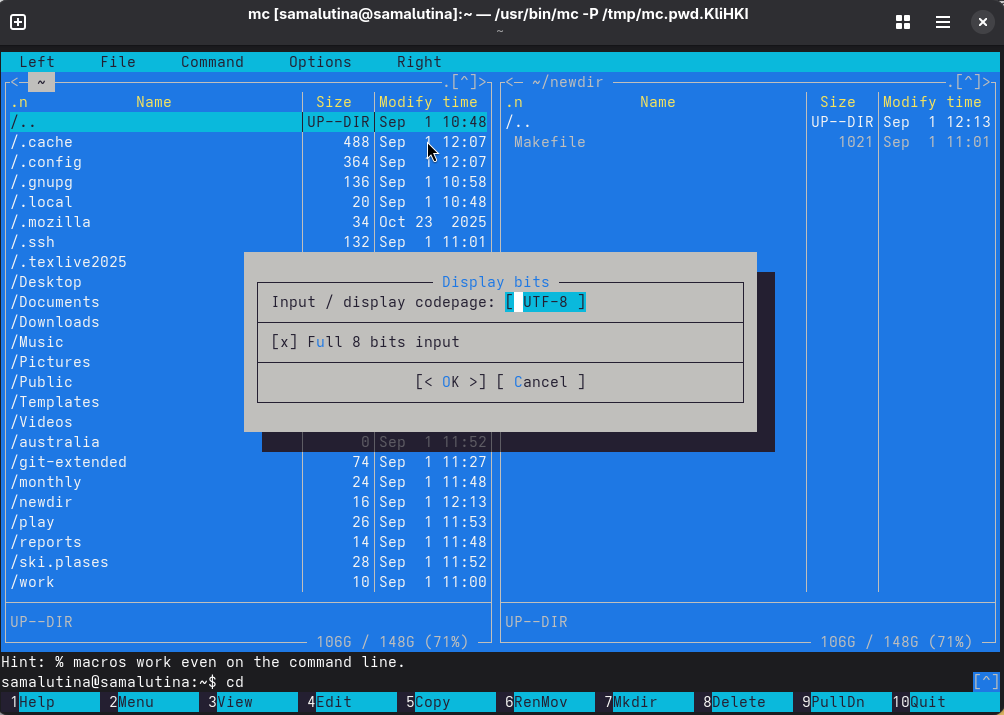 mc [samalutina@samalutina]:~ — /usr/bin/mc -P /tmp/mc.pwd.KliHKI
~
Left File Command Options Right
<— ~ .[^]> <— ~/newdir .[^]>
.n Name Size Modify time .n Name Size Modify time
/.. UP--DIR Sep 1 10:48 /.. UP--DIR Sep 1 12:13
/.cache 488 Sep 1 12:07 Makefile 1021 Sep 1 11:01
/.config 364 Sep 1 12:07
/.gnupg 136 Sep 1 10:58
/.local 20 Sep 1 10:48
/.mozilla 34 Oct 23 2025
/.ssh 132 Sep 1 11:01
/.texlive2025
/Desktop
/Documents
/Downloads
/Music
/Pictures
/Public
/Templates
/Videos
/australia 0 Sep 1 11:52
/git-extended 74 Sep 1 11:27
/monthly 24 Sep 1 11:48
/newdir 16 Sep 1 12:13
/play 26 Sep 1 11:53
/reports 14 Sep 1 11:48
/ski.plases 28 Sep 1 11:52
/work 10 Sep 1 11:00
Display bits
Input / display codepage: [ UTF-8 ]
[x] Full 8 bits input
[< OK >] [ Cancel ]
UP--DIR UP--DIR
106G / 148G (71%) 106G / 148G (71%)
Hint: % macros work even on the command line.
samalutina@samalutina:~$ cd [^]
1Help 2Menu 3View 4Edit 5Copy 6RenMov 7Mkdir 8Delete 9PullDn 10Quit